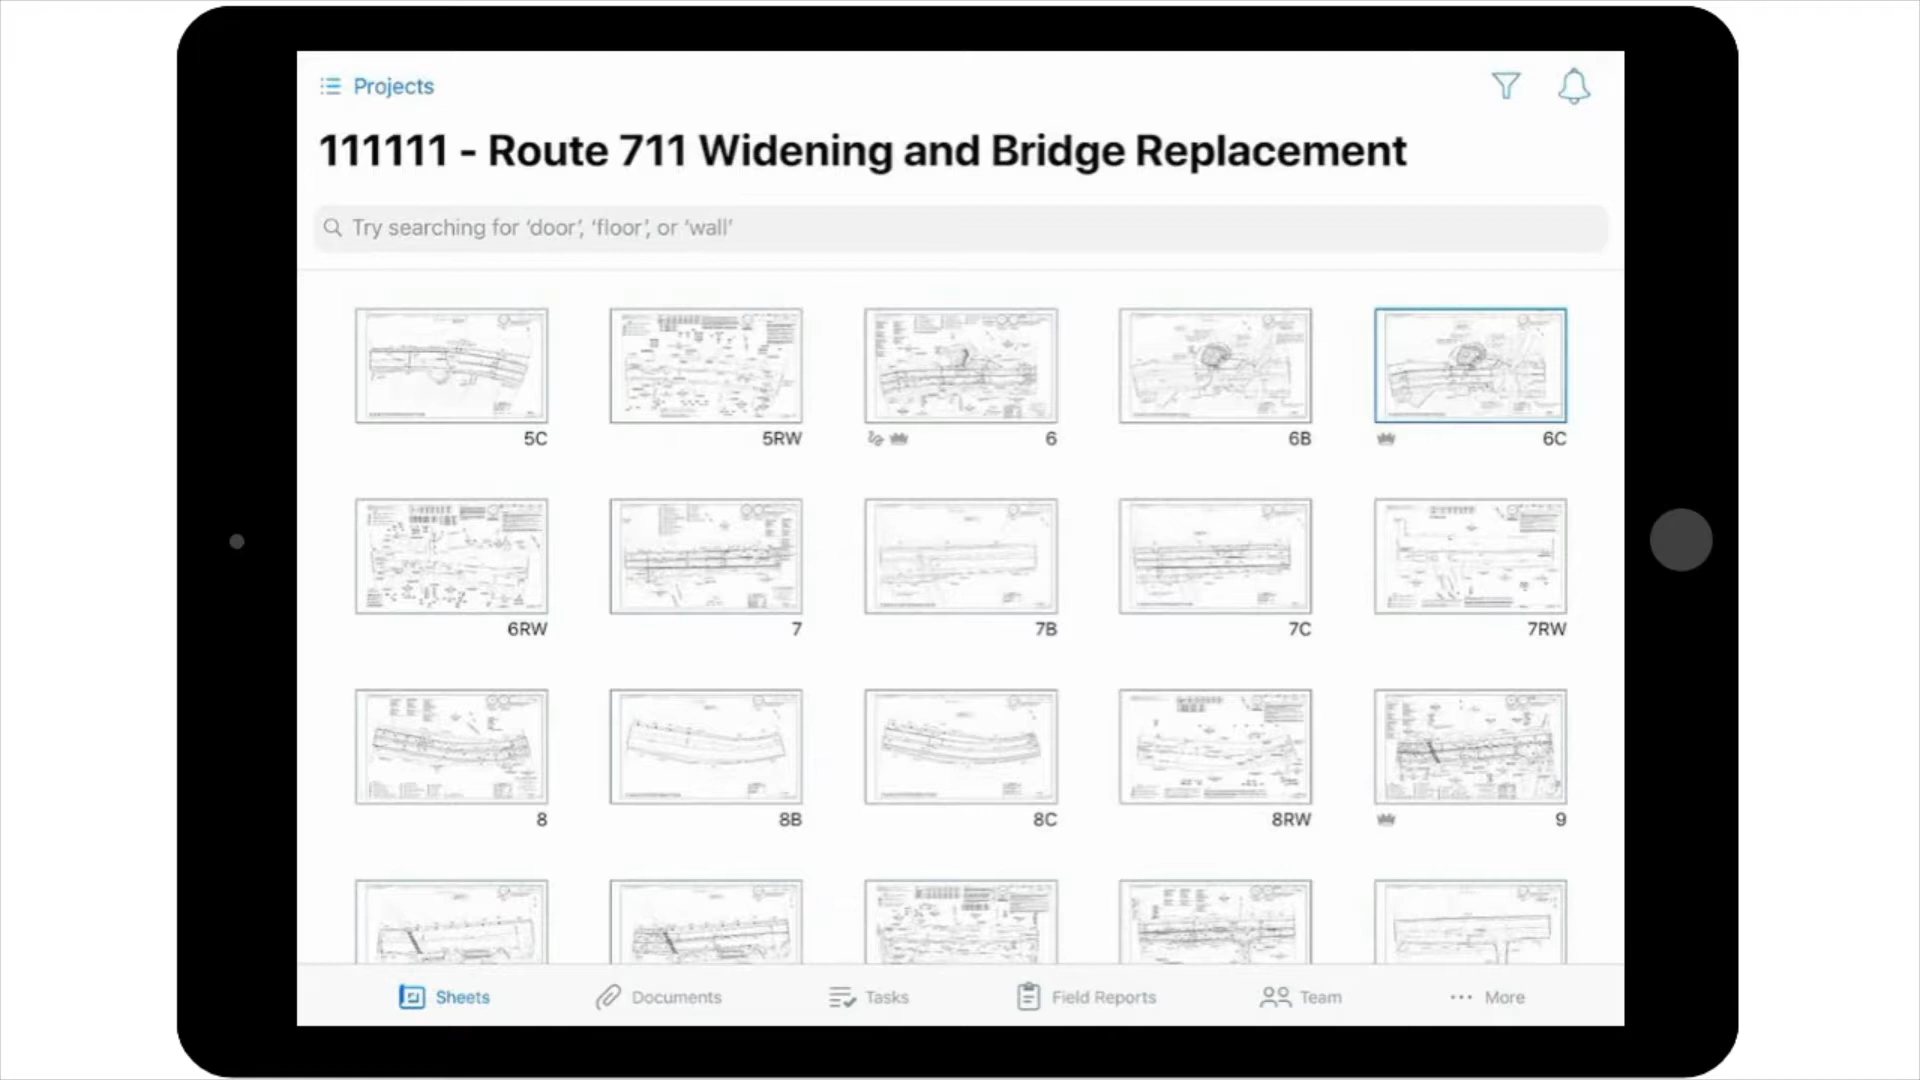 Projects
111111 - Route 711 Widening and Bridge Replacement
Try searching for ‘door’, ‘floor’, or ‘wall’
5C
5RW
6
6B
6C
6RW
7
7B
7C
7RW
8
8B
8C
8RW
9
Sheets
Documents
Tasks
Field Reports
Team
More